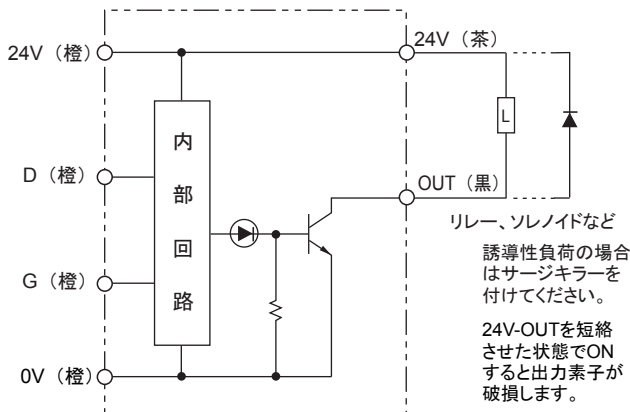 24V（橙）
24V（茶）
L
内部回路
D（橙）
OUT（黒）
リレー、ソレノイドなど
G（橙）
誘導性負荷の場合
はサージキラーを
付けてください。
24V-OUTを短絡
させた状態でON
すると出力素子が
破損します。
0V（橙）